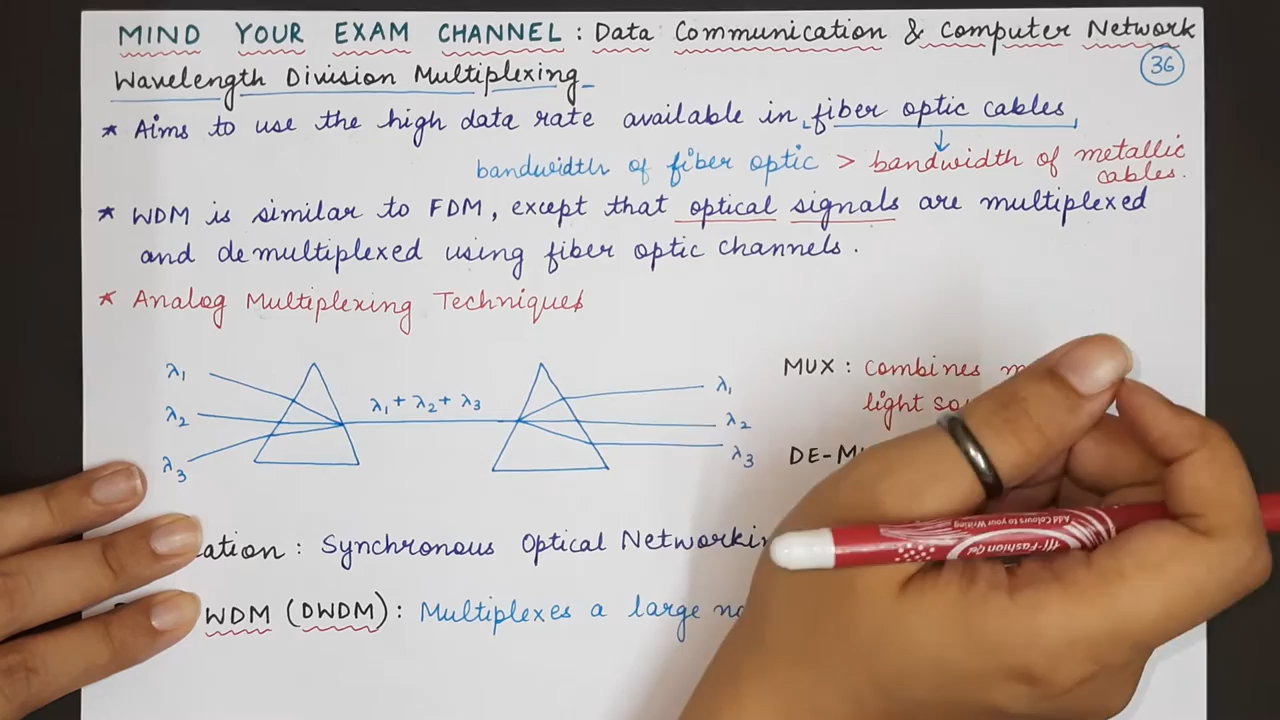 MIND YOUR EXAM CHANNEL : Data Communication & Computer Network
Wavelength Division Multiplexing
36
* Aims to use the high data rate available in fiber optic cables
bandwidth of fiber optic > bandwidth of metallic
cables.
* WDM is similar to FDM, except that optical signals are multiplexed
and demultiplexed using fiber optic channels.
* Analog Multiplexing Techniques
λ1
λ2
λ3
λ1 + λ2 + λ3
λ1
λ2
λ3
MUX : Combines
light
DE-
: Synchronous Optical
WDM (DWDM) : Multiplexes a large
Add Colours to your Writing